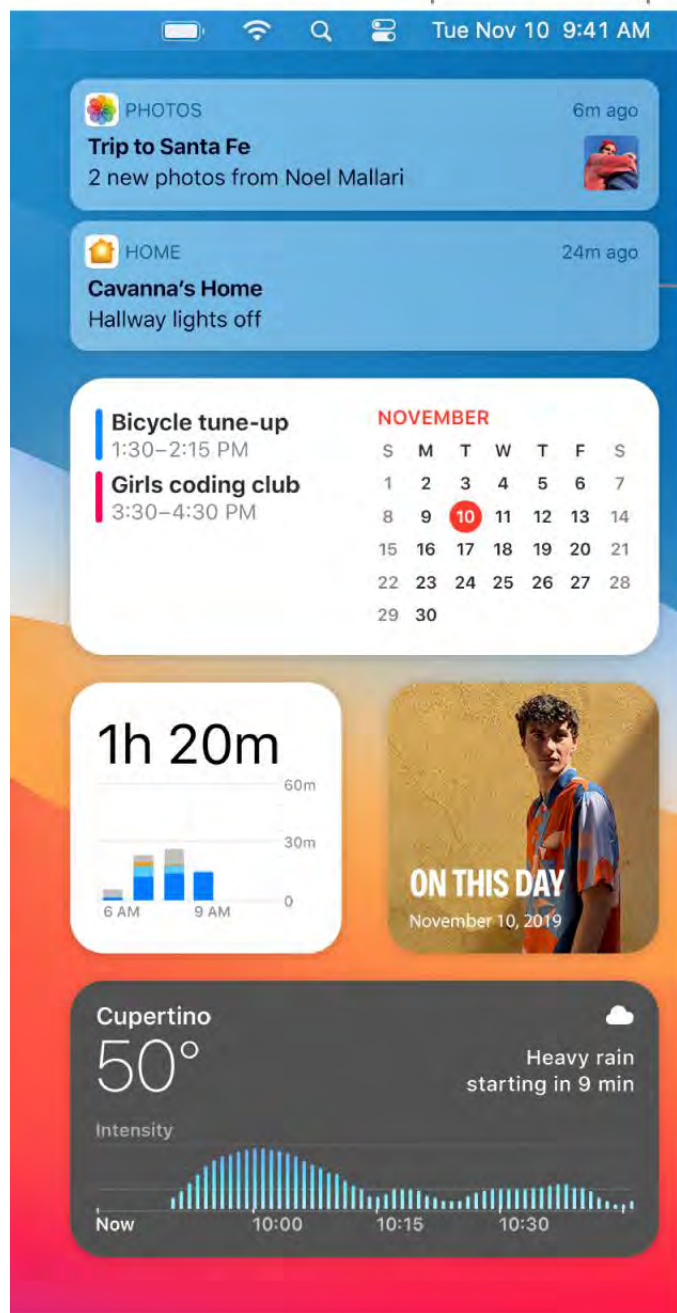 Tue Nov 10 9:41 AM
PHOTOS 6m ago
Trip to Santa Fe
2 new photos from Noel Mallari
HOME 24m ago
Cavanna's Home
Hallway lights off
Bicycle tune-up
1:30–2:15 PM
Girls coding club
3:30–4:30 PM
NOVEMBER
S M T W T F S
1 2 3 4 5 6 7
8 9 10 11 12 13 14
15 16 17 18 19 20 21
22 23 24 25 26 27 28
29 30
1h 20m
60m
30m
0
6 AM 9 AM
ON THIS DAY
November 10, 2019
Cupertino
50°
Heavy rain
starting in 9 min
Intensity
Now 10:00 10:15 10:30